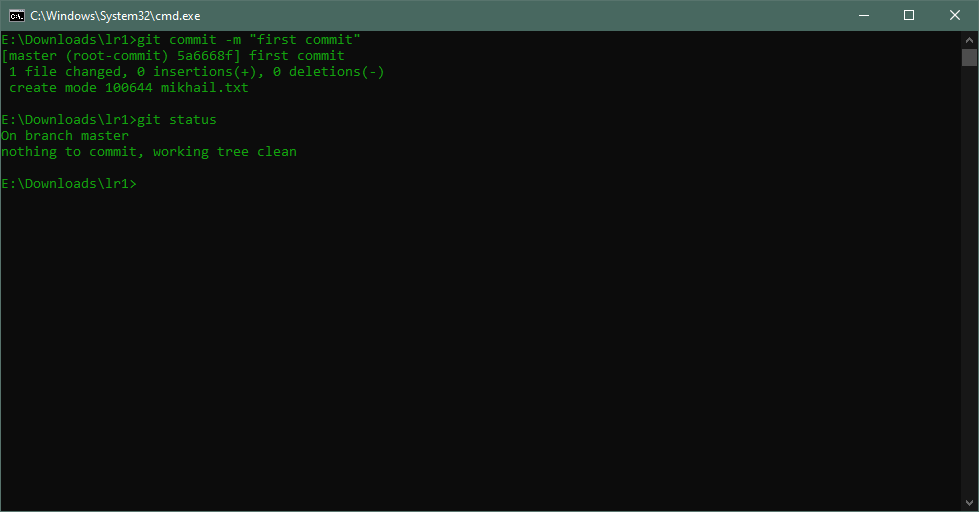 C:\Windows\System32\cmd.exe
E:\Downloads\lr1>git commit -m "first commit"
[master (root-commit) 5a6668f] first commit
 1 file changed, 0 insertions(+), 0 deletions(-)
 create mode 100644 mikhail.txt
E:\Downloads\lr1>git status
On branch master
nothing to commit, working tree clean
E:\Downloads\lr1>